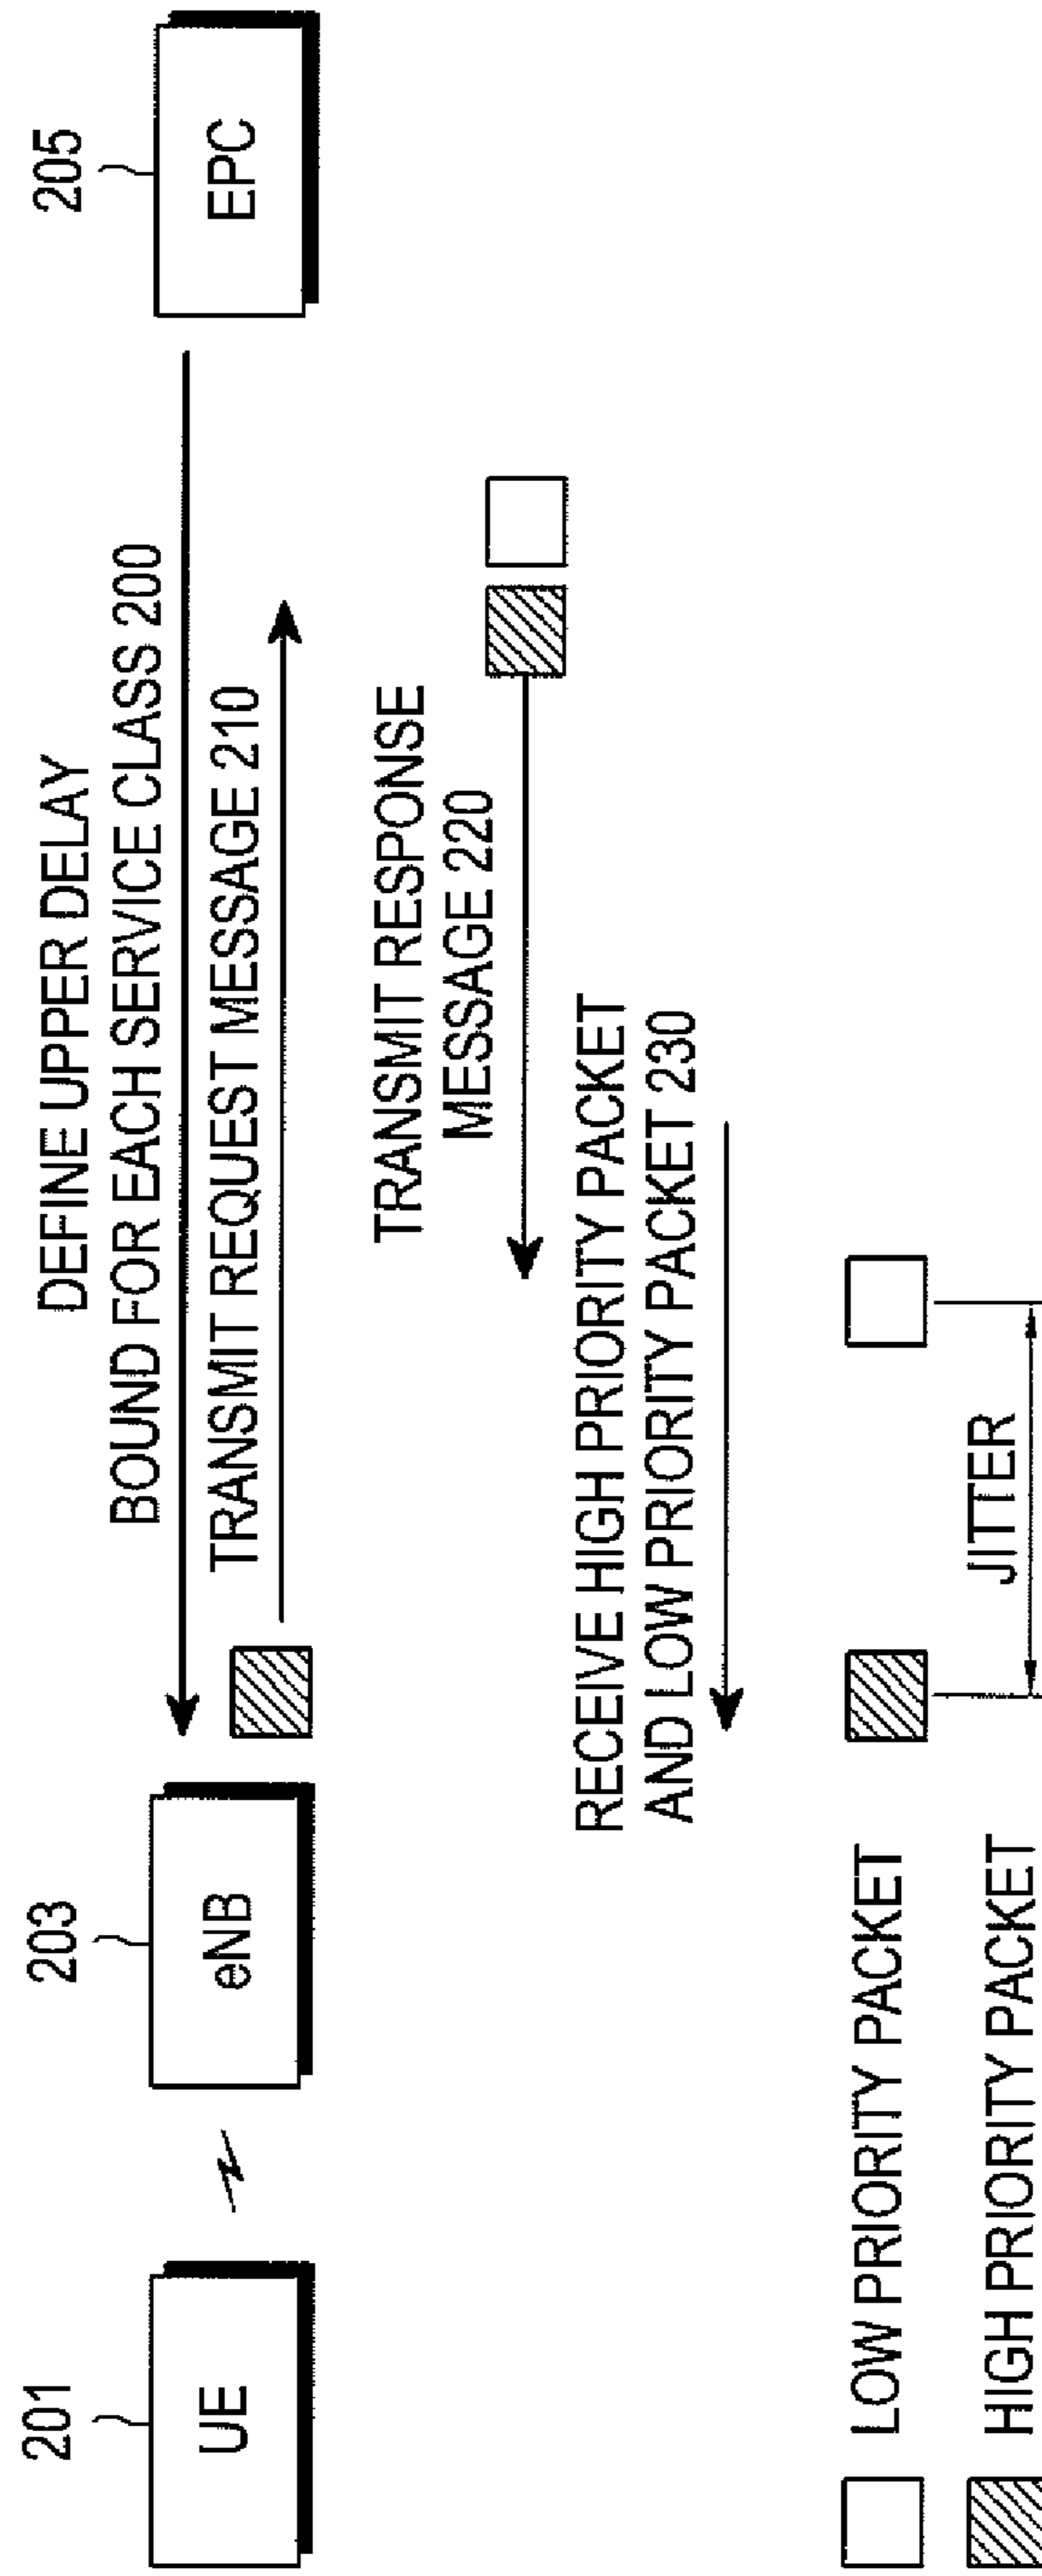 201
203
205
UE
eNB
EPC
DEFINE UPPER DELAY
BOUND FOR EACH SERVICE CLASS 200
TRANSMIT REQUEST MESSAGE 210
TRANSMIT RESPONSE
MESSAGE 220
RECEIVE HIGH PRIORITY PACKET
AND LOW PRIORITY PACKET 230
LOW PRIORITY PACKET
HIGH PRIORITY PACKET
JITTER